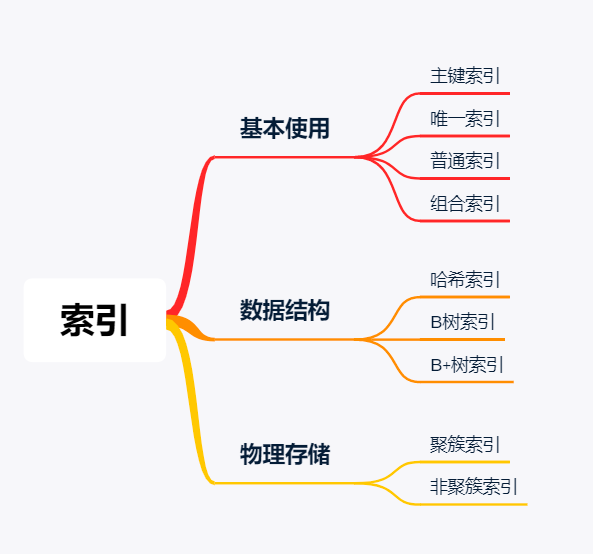 索引
基本使用
主键索引
唯一索引
普通索引
组合索引
数据结构
哈希索引
B树索引
B+树索引
物理存储
聚簇索引
非聚簇索引